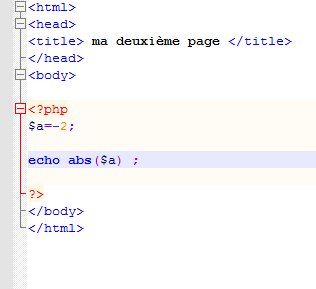 <html>
<head>
<title> ma deuxième page </title>
</head>
<body>
<?php
$a=-2;
echo abs($a) ;
?>
</body>
</html>